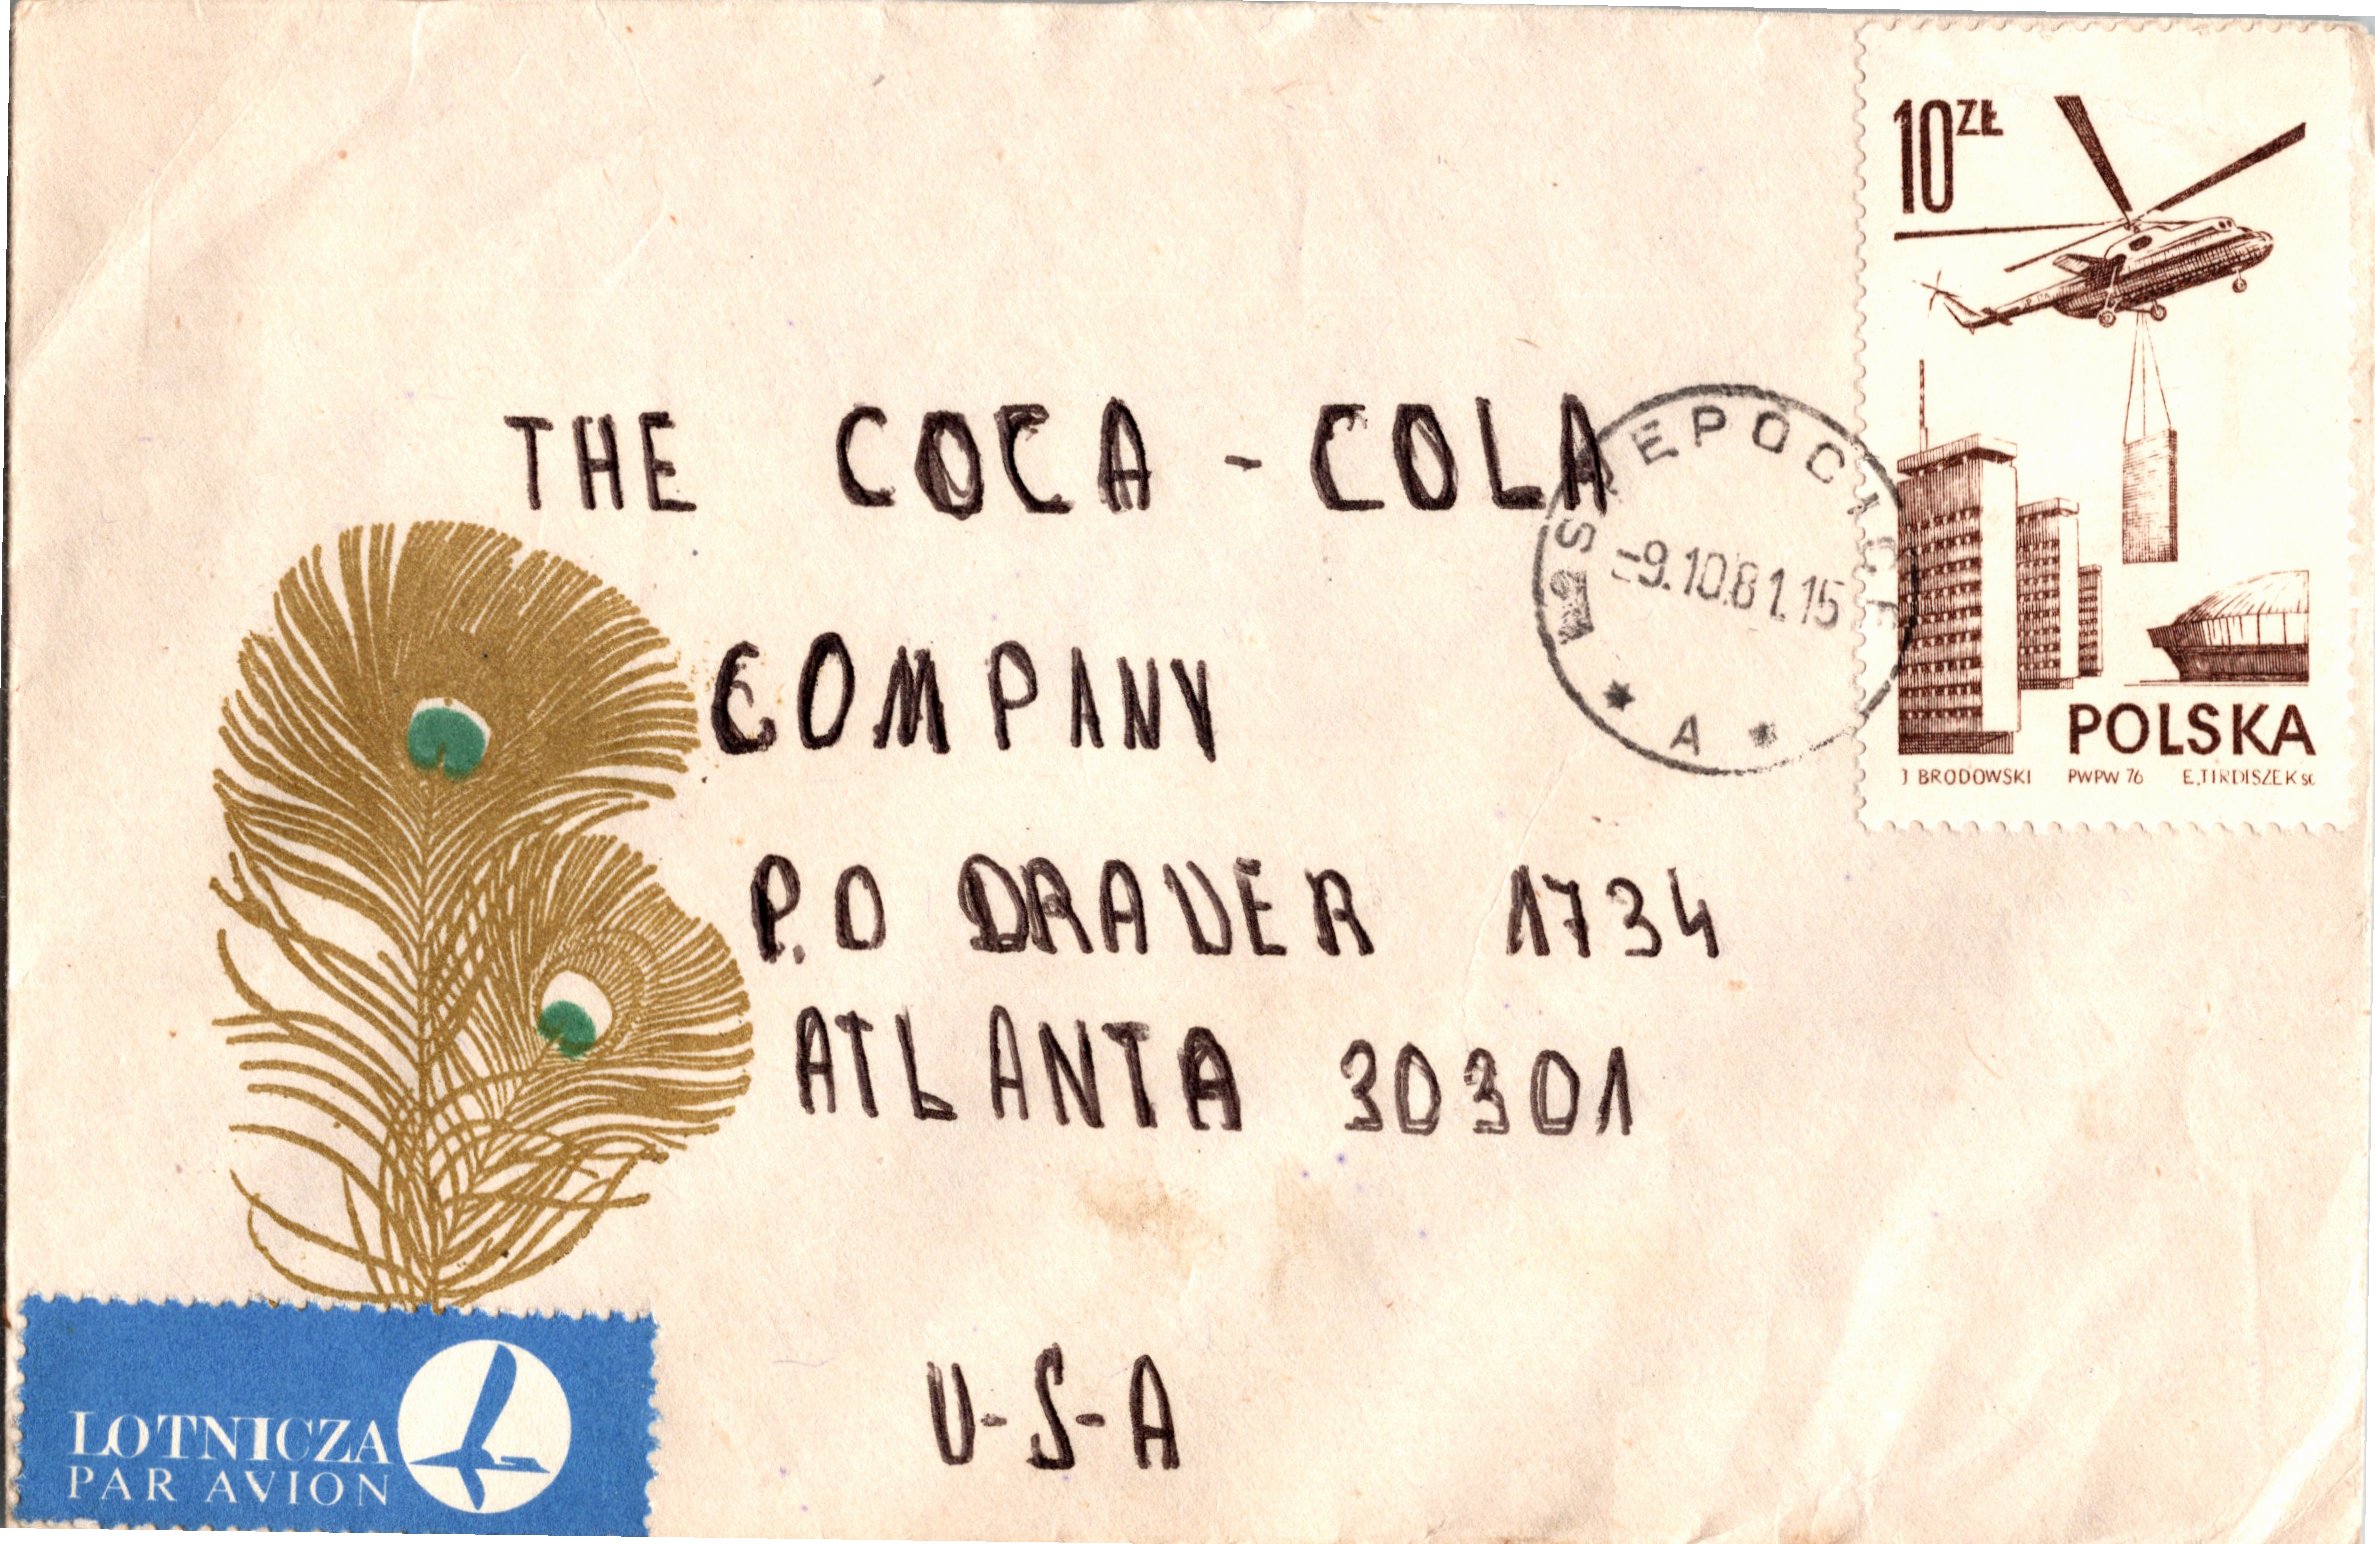 10 ZŁ
THE COCA-COLA
COMPANY
P.O DRAVER 1734
ATLANTA 30301
U-S-A
-9.10.81.15
* A *
POLSKA
J BRODOWSKI PWPW 76 E.TIRDISZEK SC
LOTNICZA
PAR AVION